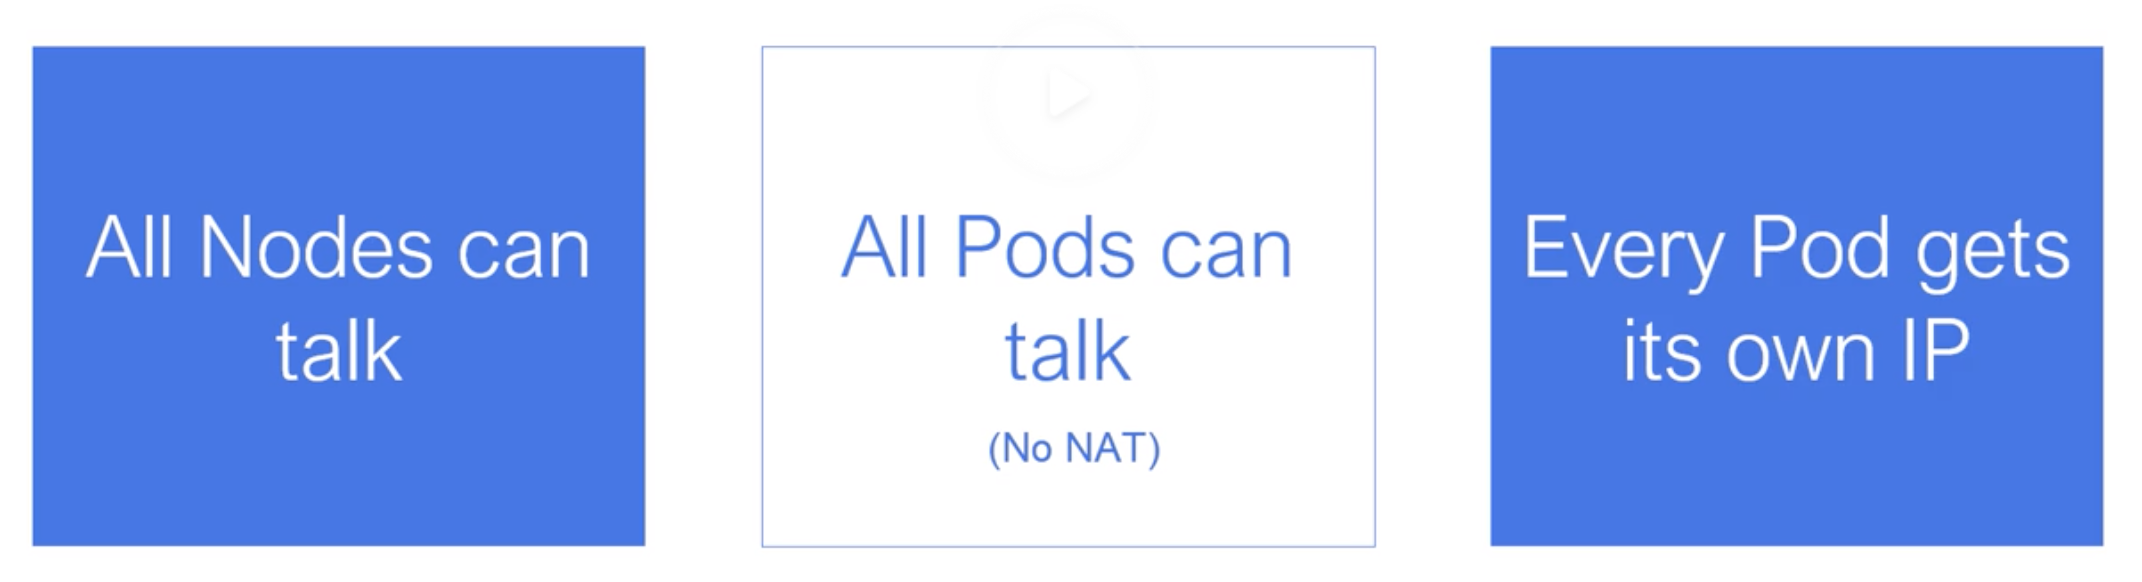 All Nodes can
talk
All Pods can
talk
(No NAT)
Every Pod gets
its own IP